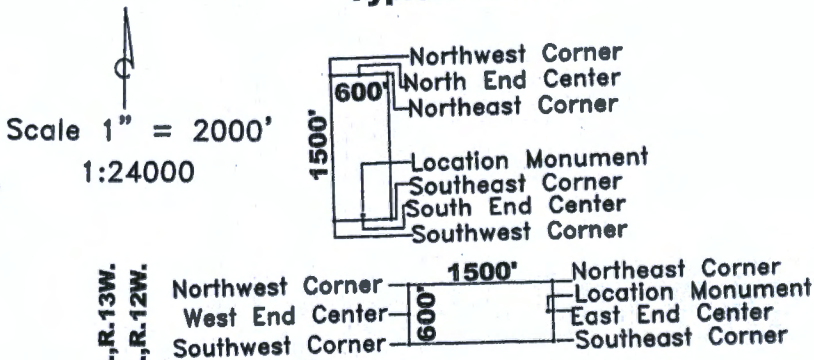 Northwest Corner
North End Center
600'
Northeast Corner
Scale 1" = 2000'
1:24000
1500'
Location Monument
Southeast Corner
South End Center
Southwest Corner
,R.13W.
,R.12W.
Northwest Corner
West End Center
Southwest Corner
1500'
600'
Northeast Corner
Location Monument
East End Center
Southeast Corner